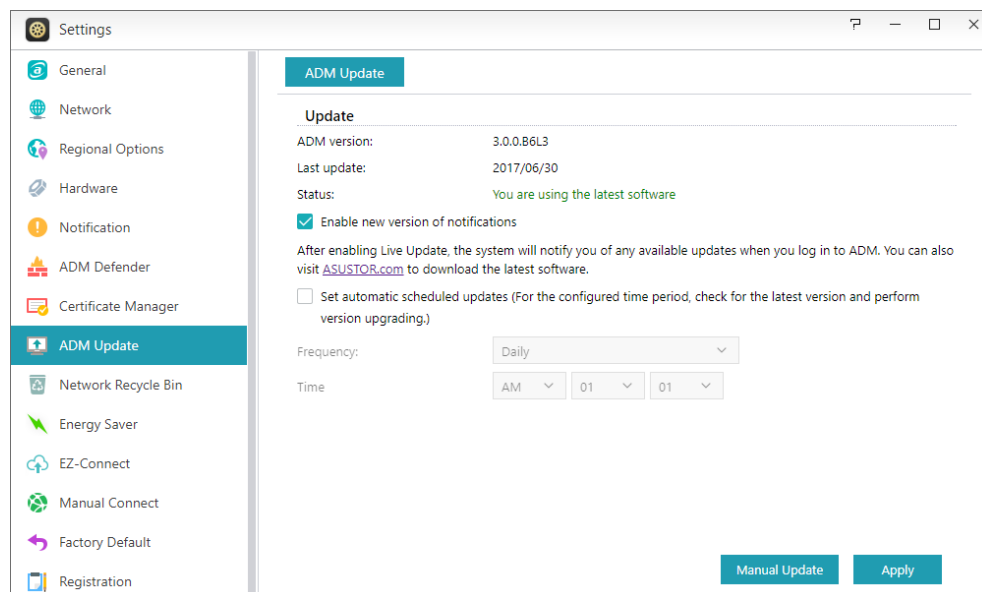 Settings
General
Network
Regional Options
Hardware
Notification
ADM Defender
Certificate Manager
ADM Update
Network Recycle Bin
Energy Saver
EZ-Connect
Manual Connect
Factory Default
Registration
ADM Update
Update
ADM version: 3.0.0.B6L3
Last update: 2017/06/30
Status: You are using the latest software
Enable new version of notifications
After enabling Live Update, the system will notify you of any available updates when you log in to ADM. You can also
visit ASUSTOR.com to download the latest software.
Set automatic scheduled updates (For the configured time period, check for the latest version and perform
version upgrading.)
Frequency: Daily
Time AM 01 01
Manual Update Apply